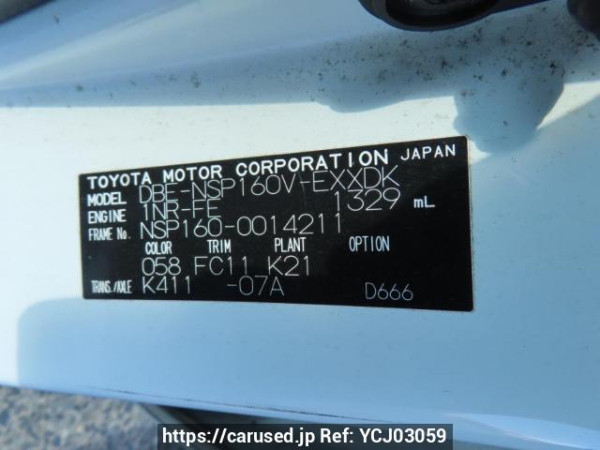 TOYOTA MOTOR CORPORATION JAPAN
MODEL DBE-NSP160V-EXXDK
ENGINE 1NR-FE 1329 mL
FRAME No. NSP160-0014211
COLOR TRIM PLANT OPTION
058 FC11 K21
TRANS./AXLE K411 -07A D666
https://carused.jp Ref: YCJ03059